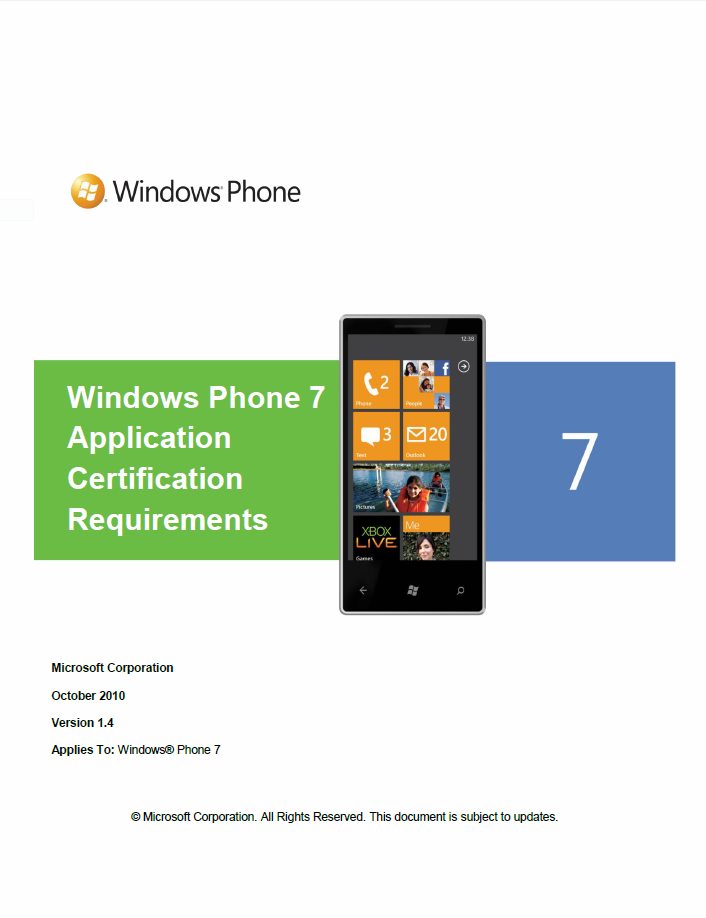 Windows® Phone
12:38
2
Phone
f
People
3
Text
20
Outlook
Pictures
XBOX
LIVE
Games
Me
Windows Phone 7
Application
Certification
Requirements
7
Microsoft Corporation
October 2010
Version 1.4
Applies To: Windows® Phone 7
© Microsoft Corporation. All Rights Reserved. This document is subject to updates.